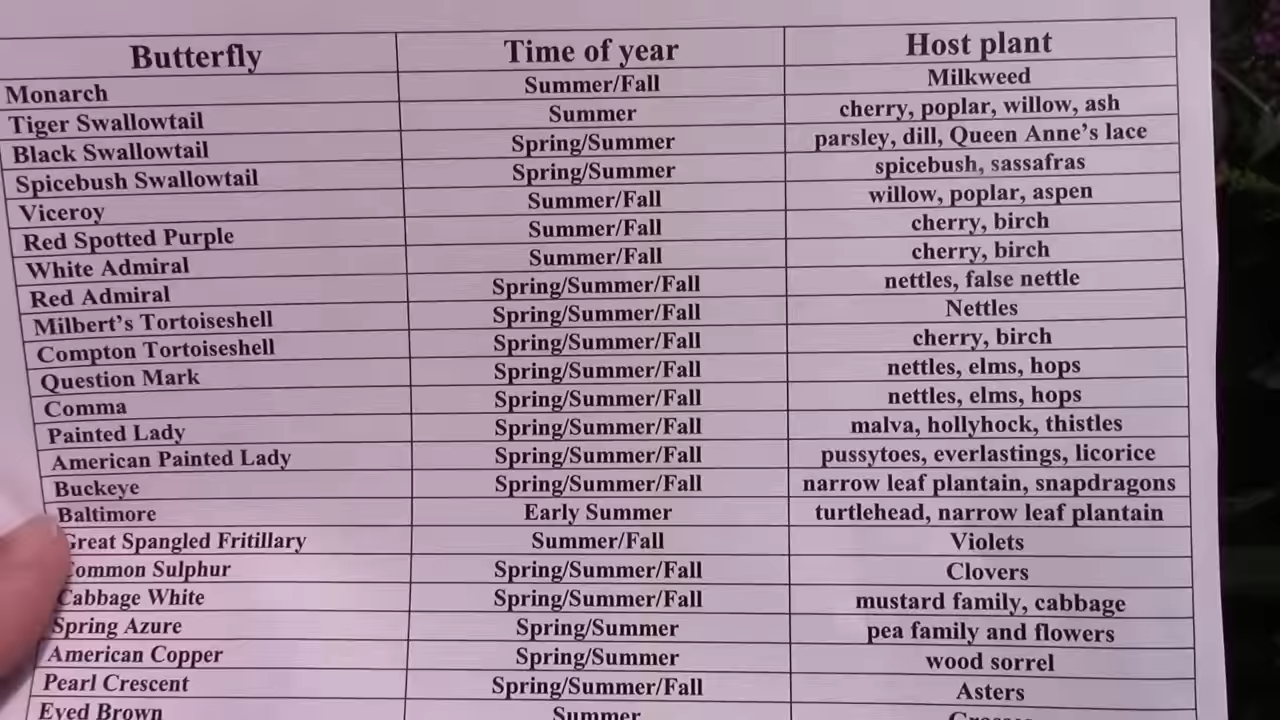 Butterfly Time of year Host plant
Monarch Summer/Fall Milkweed
Tiger Swallowtail Summer cherry, poplar, willow, ash
Black Swallowtail Spring/Summer parsley, dill, Queen Anne's lace
Spicebush Swallowtail Spring/Summer spicebush, sassafras
Viceroy Summer/Fall willow, poplar, aspen
Red Spotted Purple Summer/Fall cherry, birch
White Admiral Summer/Fall cherry, birch
Red Admiral Spring/Summer/Fall nettles, false nettle
Milbert's Tortoiseshell Spring/Summer/Fall Nettles
Compton Tortoiseshell Spring/Summer/Fall cherry, birch
Question Mark Spring/Summer/Fall nettles, elms, hops
Comma Spring/Summer/Fall nettles, elms, hops
Painted Lady Spring/Summer/Fall malva, hollyhock, thistles
American Painted Lady Spring/Summer/Fall pussytoes, everlastings, licorice
Buckeye Spring/Summer/Fall narrow leaf plantain, snapdragons
Baltimore Early Summer turtlehead, narrow leaf plantain
Great Spangled Fritillary Summer/Fall Violets
Common Sulphur Spring/Summer/Fall Clovers
Cabbage White Spring/Summer/Fall mustard family, cabbage
Spring Azure Spring/Summer pea family and flowers
American Copper Spring/Summer wood sorrel
Pearl Crescent Spring/Summer/Fall Asters
Eyed Brown Summer